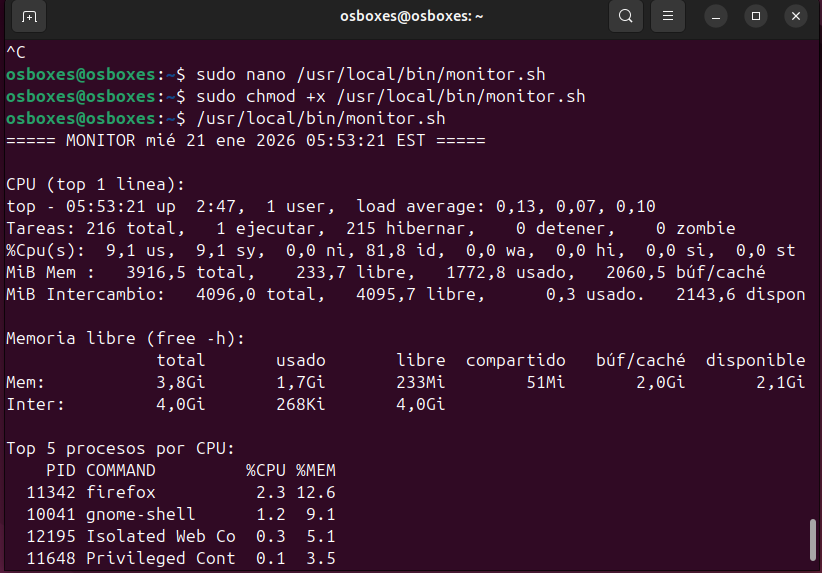 osboxes@osboxes: ~
^C
osboxes@osboxes:~$ sudo nano /usr/local/bin/monitor.sh
osboxes@osboxes:~$ sudo chmod +x /usr/local/bin/monitor.sh
osboxes@osboxes:~$ /usr/local/bin/monitor.sh
===== MONITOR mié 21 ene 2026 05:53:21 EST =====
CPU (top 1 linea):
top - 05:53:21 up  2:47,  1 user,  load average: 0,13, 0,07, 0,10
Tareas: 216 total,   1 ejecutar,  215 hibernar,    0 detener,    0 zombie
%Cpu(s):  9,1 us,  9,1 sy,  0,0 ni, 81,8 id,  0,0 wa,  0,0 hi,  0,0 si,  0,0 st
MiB Mem :   3916,5 total,    233,7 libre,   1772,8 usado,   2060,5 búf/caché
MiB Intercambio:   4096,0 total,   4095,7 libre,      0,3 usado.   2143,6 dispon
Memoria libre (free -h):
               total       usado       libre  compartido   búf/caché  disponible
Mem:           3,8Gi       1,7Gi       233Mi        51Mi       2,0Gi       2,1Gi
Inter:         4,0Gi       268Ki       4,0Gi
Top 5 procesos por CPU:
    PID COMMAND         %CPU %MEM
  11342 firefox          2.3 12.6
  10041 gnome-shell      1.2  9.1
  12195 Isolated Web Co  0.3  5.1
  11648 Privileged Cont  0.1  3.5